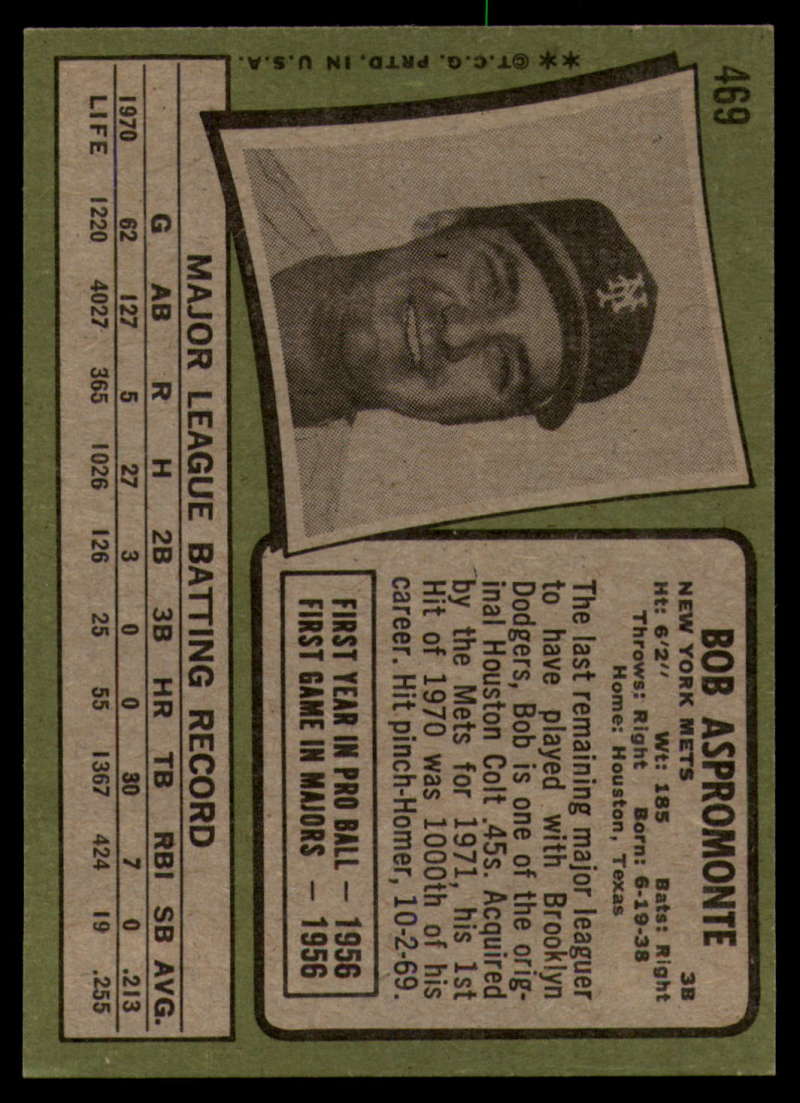 469
**©T.C.G. PRTD. IN U.S.A.
NY
BOB ASPROMONTE
NEW YORK METS 3B
Ht: 6'2" Wt: 185 Bats: Right
Throws: Right Born: 6-19-38
Home: Houston, Texas
The last remaining major leaguer
to have played with Brooklyn
Dodgers, Bob is one of the orig-
inal Houston Colt .45s. Acquired
by the Mets for 1971, his 1st
Hit of 1970 was 1000th of his
career. Hit pinch-Homer, 10-2-69.
FIRST YEAR IN PRO BALL — 1956
FIRST GAME IN MAJORS — 1956
MAJOR LEAGUE BATTING RECORD
G AB R H 2B 3B HR TB RBI SB AVG.
1970 62 127 5 27 3 0 0 30 7 0 .213
LIFE 1220 4027 365 1026 126 25 55 1367 424 19 .255